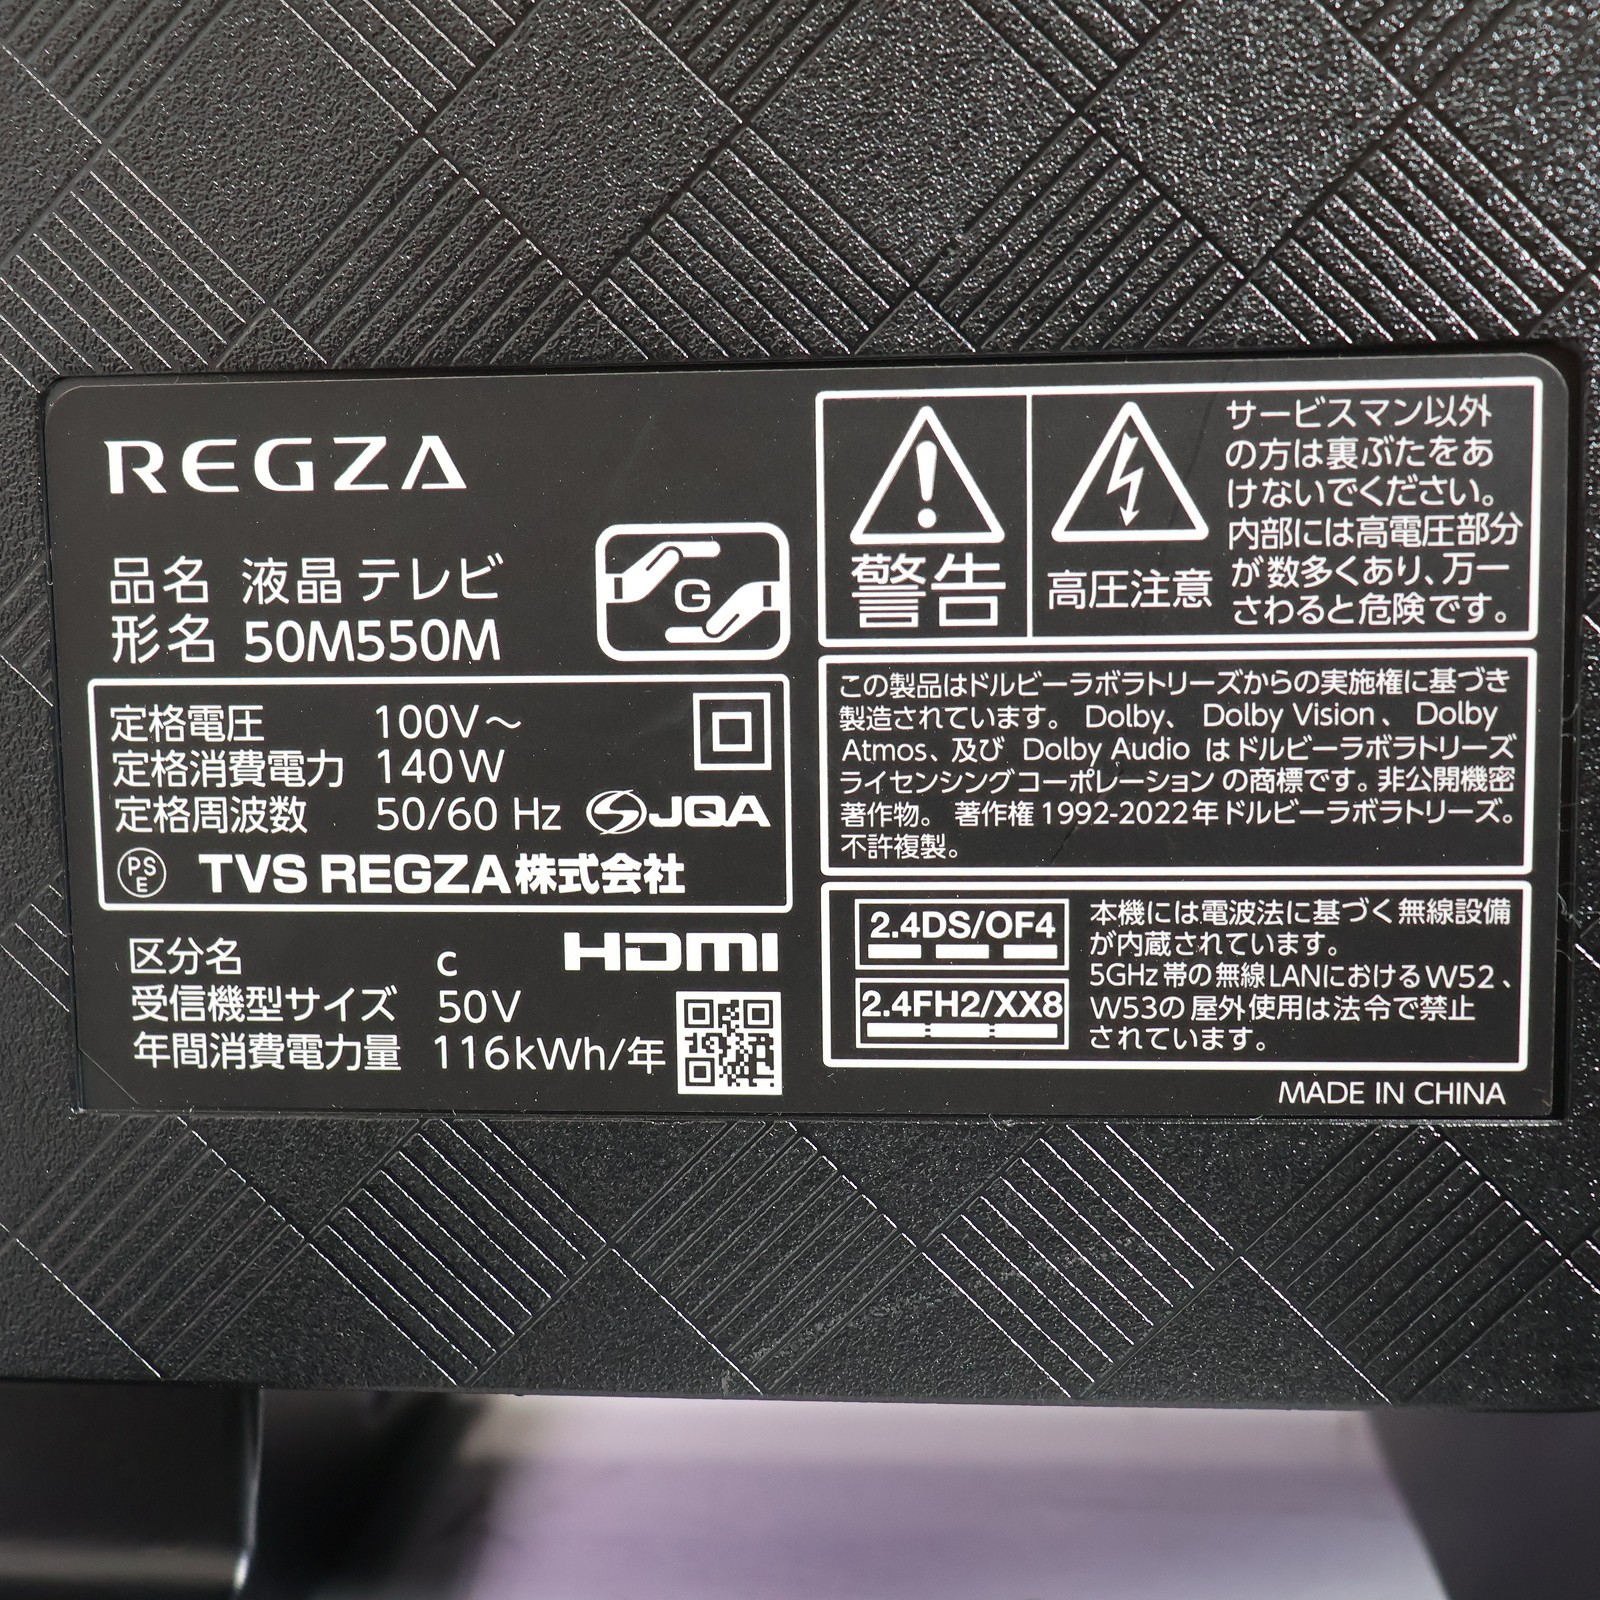 REGZA
品名 液晶テレビ
形名 50M550M
G
定格電圧 100V～
定格消費電力 140W
定格周波数 50/60 Hz
JQA
PS
E
TVS REGZA株式会社
区分名 c
HDMI
受信機型サイズ 50V
年間消費電力量 116kWh/年
警告
高圧注意
サービスマン以外
の方は裏ぶたをあ
けないでください。
内部には高電圧部分
が数多くあり、万一
さわると危険です。
この製品はドルビーラボラトリーズからの実施権に基づき
製造されています。 Dolby、 Dolby Vision、 Dolby
Atmos、及び Dolby Audio はドルビーラボラトリーズ
ライセンシングコーポレーションの商標です。非公開機密
著作物。 著作権 1992-2022年ドルビーラボラトリーズ。
不許複製。
2.4DS/OF4
2.4FH2/XX8
本機には電波法に基づく無線設備
が内蔵されています。
5GHz帯の無線LANにおけるW52、
W53の屋外使用は法令で禁止
されています。
MADE IN CHINA